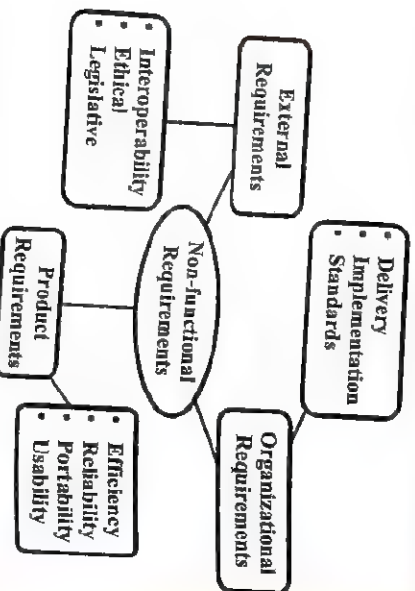 Delivery
Implementation
Standards
Organizational
Requirements
External
Requirements
Non-functional
Requirements
Interoperability
Ethical
Legislative
Product
Requirements
Efficiency
Reliability
Portability
Usability